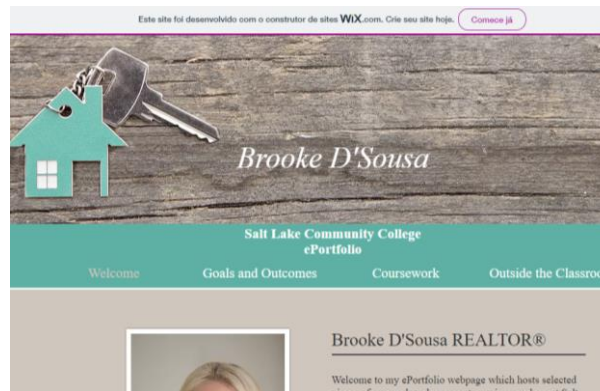 Este site foi desenvolvido com o construtor de sites WiX.com. Crie seu site hoje. Comece já
Brooke D'Sousa
Salt Lake Community College
ePortfolio
Welcome Goals and Outcomes Coursework Outside the Classroo
Brooke D'Sousa REALTOR®
Welcome to my ePortfolio webpage which hosts selected